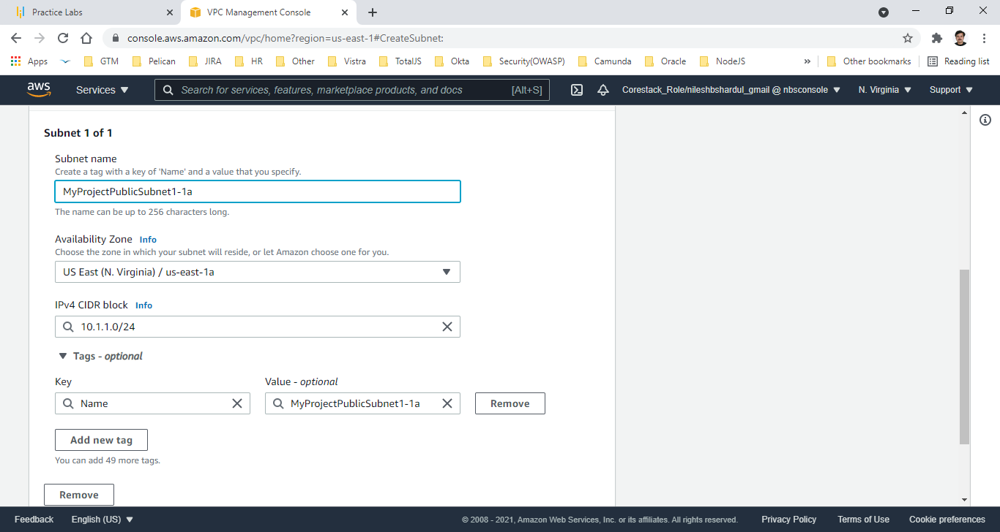 Practice Labs
VPC Management Console
console.aws.amazon.com/vpc/home?region=us-east-1#CreateSubnet:
Apps GTM Pelican JIRA HR Other Vistra TotalJS Okta Security(OWASP) Camunda Oracle NodeJS » Other bookmarks Reading list
aws Services Search for services, features, marketplace products, and docs [Alt+S] Corestack_Role/nileshbshardul_gmail @ nbsconsole N. Virginia Support
Subnet 1 of 1
Subnet name
Create a tag with a key of 'Name' and a value that you specify.
MyProjectPublicSubnet1-1a
The name can be up to 256 characters long.
Availability Zone Info
Choose the zone in which your subnet will reside, or let Amazon choose one for you.
US East (N. Virginia) / us-east-1a
IPv4 CIDR block Info
10.1.1.0/24
Tags - optional
Key Value - optional
Name MyProjectPublicSubnet1-1a Remove
Add new tag
You can add 49 more tags.
Remove
Feedback English (US) © 2008 - 2021, Amazon Web Services, Inc. or its affiliates. All rights reserved. Privacy Policy Terms of Use Cookie preferences